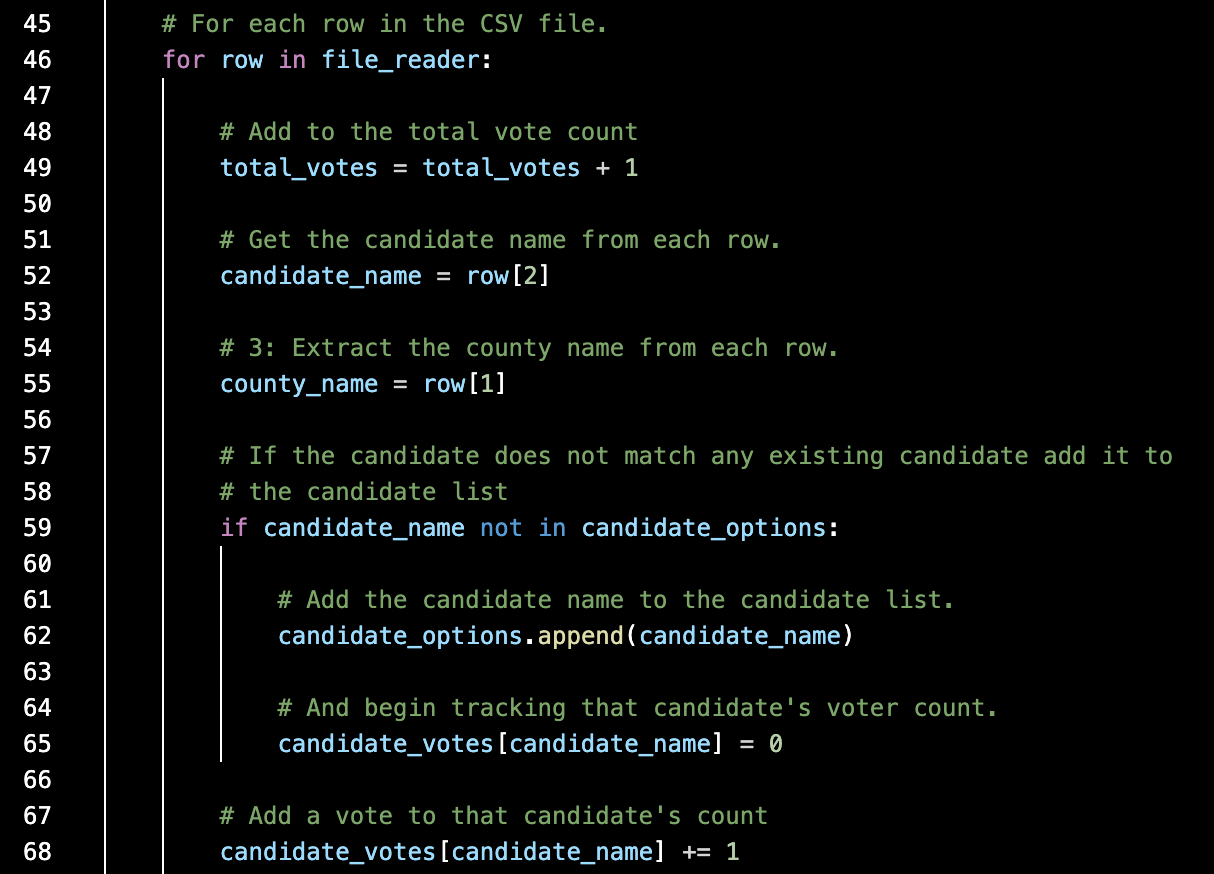 45 # For each row in the CSV file.
46 for row in file_reader:
47
48 # Add to the total vote count
49 total_votes = total_votes + 1
50
51 # Get the candidate name from each row.
52 candidate_name = row[2]
53
54 # 3: Extract the county name from each row.
55 county_name = row[1]
56
57 # If the candidate does not match any existing candidate add it to
58 # the candidate list
59 if candidate_name not in candidate_options:
60
61 # Add the candidate name to the candidate list.
62 candidate_options.append(candidate_name)
63
64 # And begin tracking that candidate's voter count.
65 candidate_votes[candidate_name] = 0
66
67 # Add a vote to that candidate's count
68 candidate_votes[candidate_name] += 1